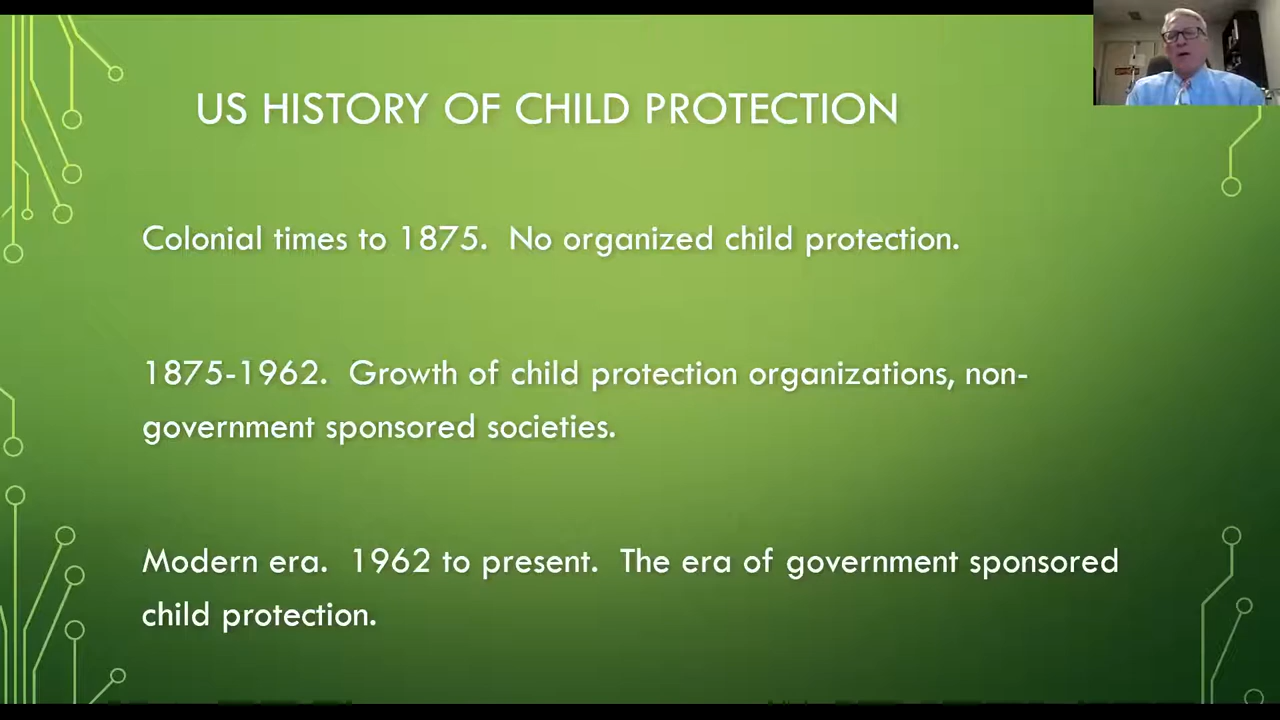 US HISTORY OF CHILD PROTECTION
Colonial times to 1875. No organized child protection.
1875-1962. Growth of child protection organizations, non-
government sponsored societies.
Modern era. 1962 to present. The era of government sponsored
child protection.